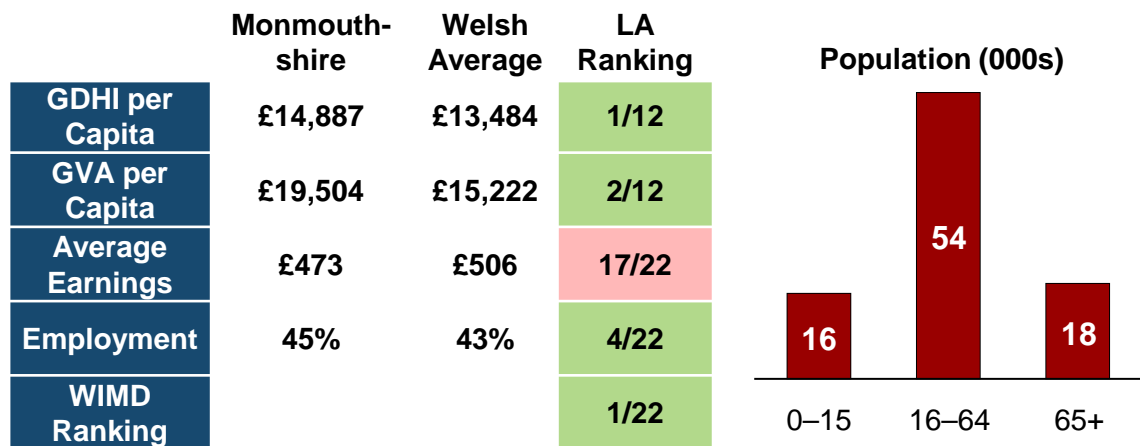 Monmouth-
shire
Welsh
Average
LA
Ranking
GDHI per
Capita
£14,887
£13,484
1/12
GVA per
Capita
£19,504
£15,222
2/12
Average
Earnings
£473
£506
17/22
Employment
45%
43%
4/22
WIMD
Ranking
1/22
Population (000s)
16
54
18
0–15
16–64
65+